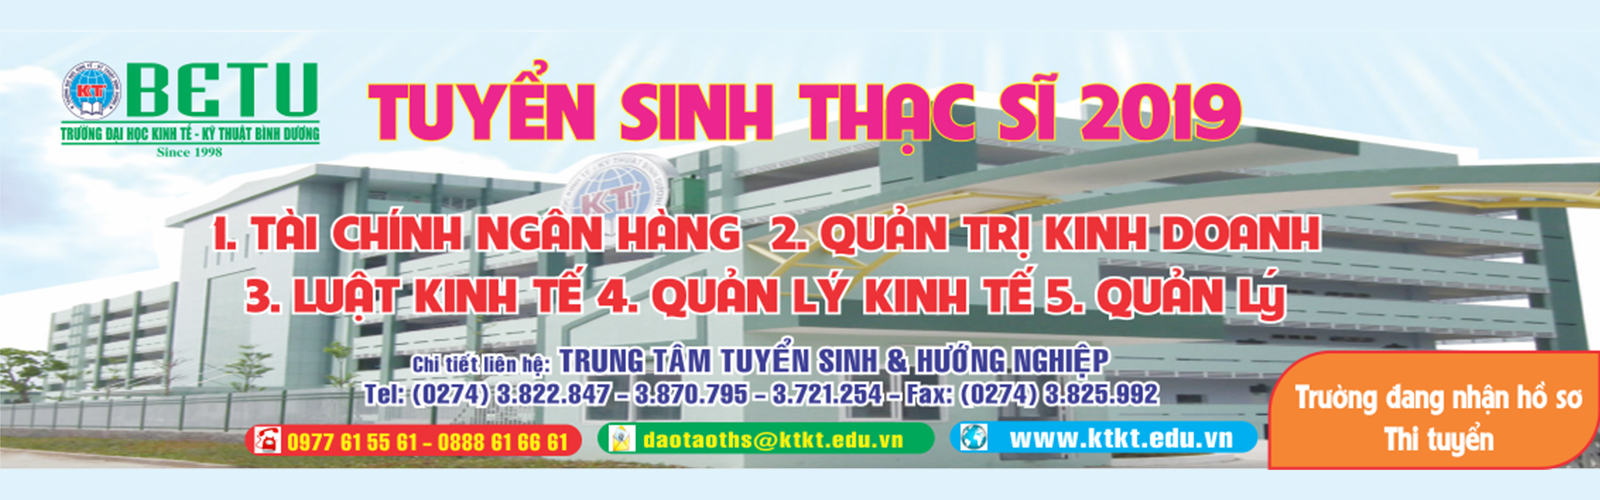 BETU
TRƯỜNG ĐẠI HỌC KINH TẾ - KỸ THUẬT BÌNH DƯƠNG
Since 1998
TUYỂN SINH THẠC SĨ 2019
KTi
1. TÀI CHÍNH NGÂN HÀNG 2. QUẢN TRỊ KINH DOANH
3. LUẬT KINH TẾ 4. QUẢN LÝ KINH TẾ 5. QUẢN Lý
Chi tiết liên hệ: TRUNG TÂM TUYỂN SINH & HƯỚNG NGHIỆP
Tel: (0274) 3.822.847 - 3.870.795 - 3.721.254 - Fax: (0274) 3.825.992
0977 61 55 61 - 0888 61 66 61
daotaoths@ktkt.edu.vn
www.ktkt.edu.vn
Trường đang nhận hồ sơ
Thi tuyển